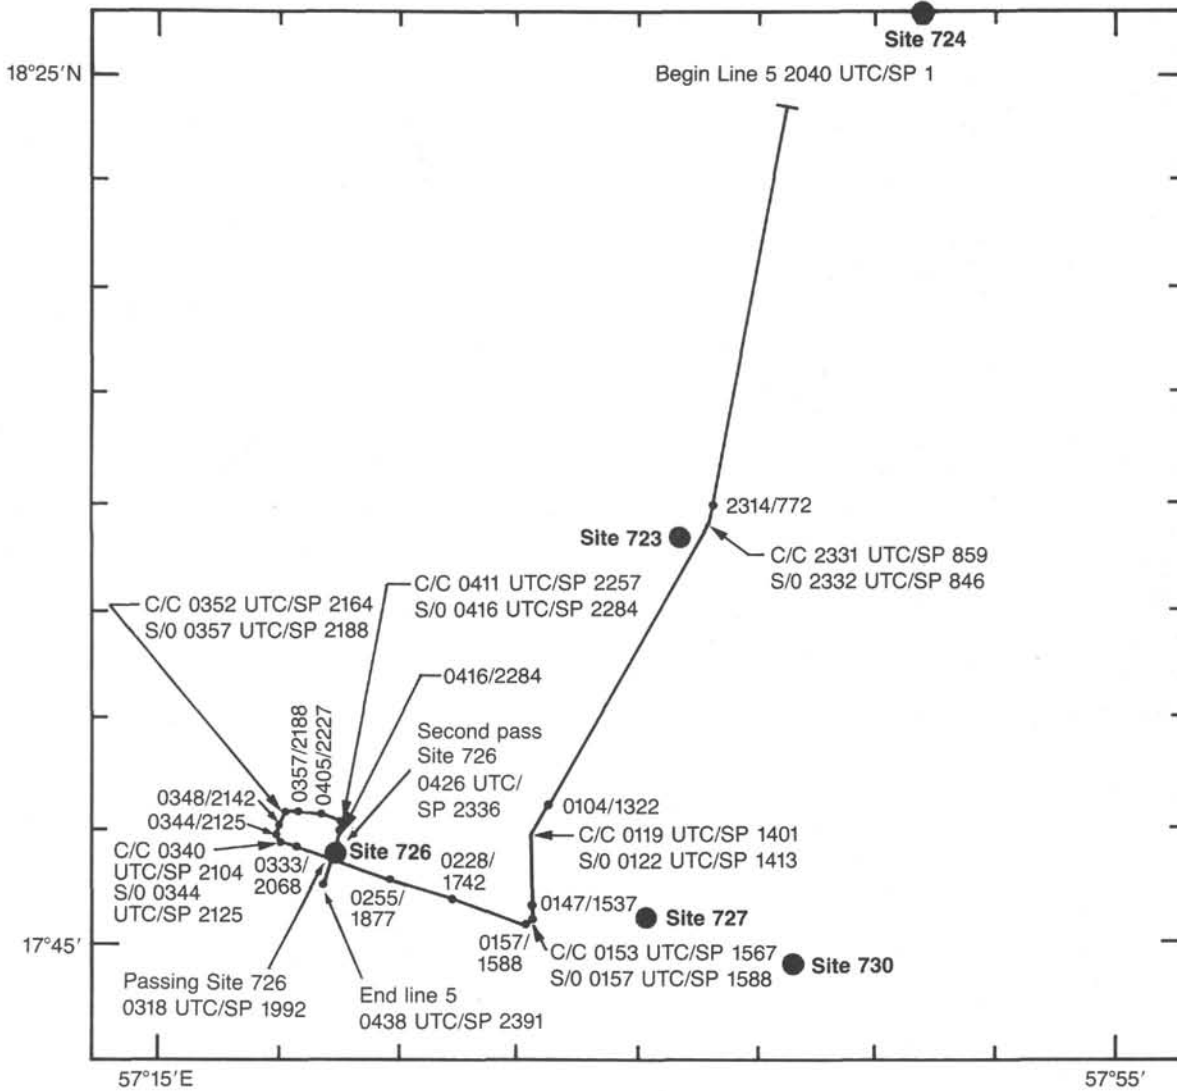 Site 724
18°25′N
Begin Line 5 2040 UTC/SP 1
2314/772
Site 723
C/C 2331 UTC/SP 859
S/0 2332 UTC/SP 846
C/C 0411 UTC/SP 2257
S/0 0416 UTC/SP 2284
C/C 0352 UTC/SP 2164
S/0 0357 UTC/SP 2188
0416/2284
Second pass
Site 726
0426 UTC/
SP 2336
0357/2188
0405/2227
0348/2142
0344/2125
0104/1322
C/C 0119 UTC/SP 1401
S/0 0122 UTC/SP 1413
C/C 0340
UTC/SP 2104
S/0 0344
UTC/SP 2125
0333/
2068
Site 726
0228/
1742
0255/
1877
0147/1537
Site 727
17°45′
0157/
1588
C/C 0153 UTC/SP 1567
S/0 0157 UTC/SP 1588
Site 730
Passing Site 726
0318 UTC/SP 1992
End line 5
0438 UTC/SP 2391
57°15′E
57°55′